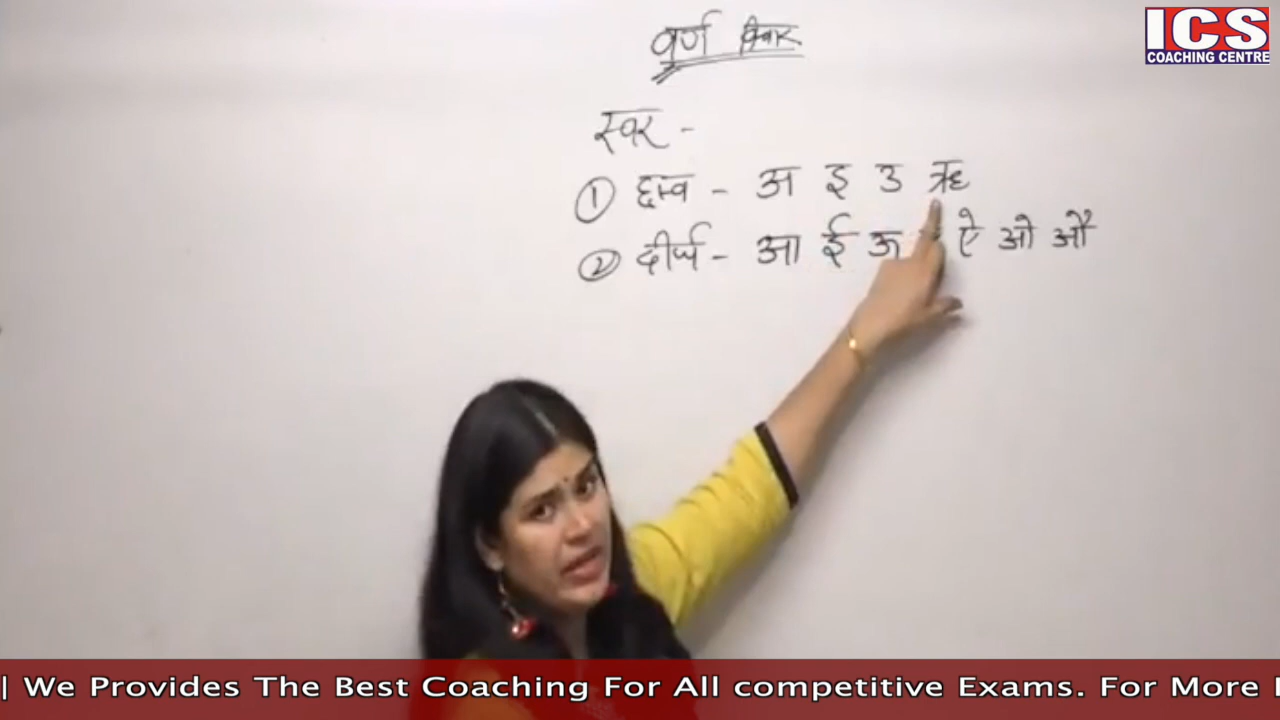 वर्ण विचार
ICS
COACHING CENTRE
स्वर -
① ह्रस्व - अ इ उ ऋ
② दीर्घ - आ ई ऊ ऐ ओ औ
| We Provides The Best Coaching For All competitive Exams. For More